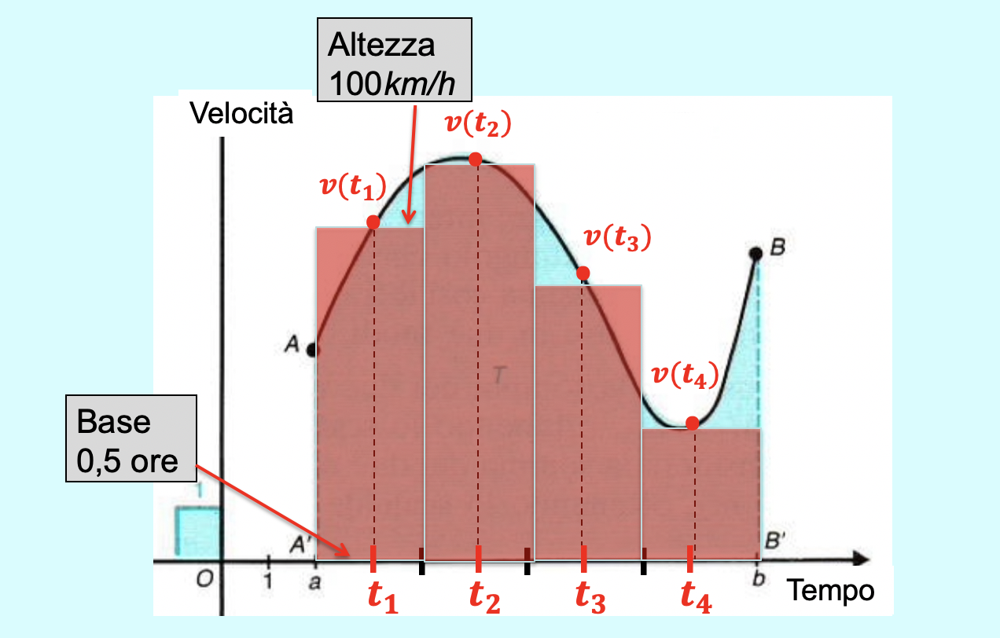 Altezza
100km/h
Velocità
v(t₂)
v(t₁)
v(t₃)
B
A
T
v(t₄)
Base
0,5 ore
1
A'
B'
O
1
a
b
t₁
t₂
t₃
t₄
Tempo